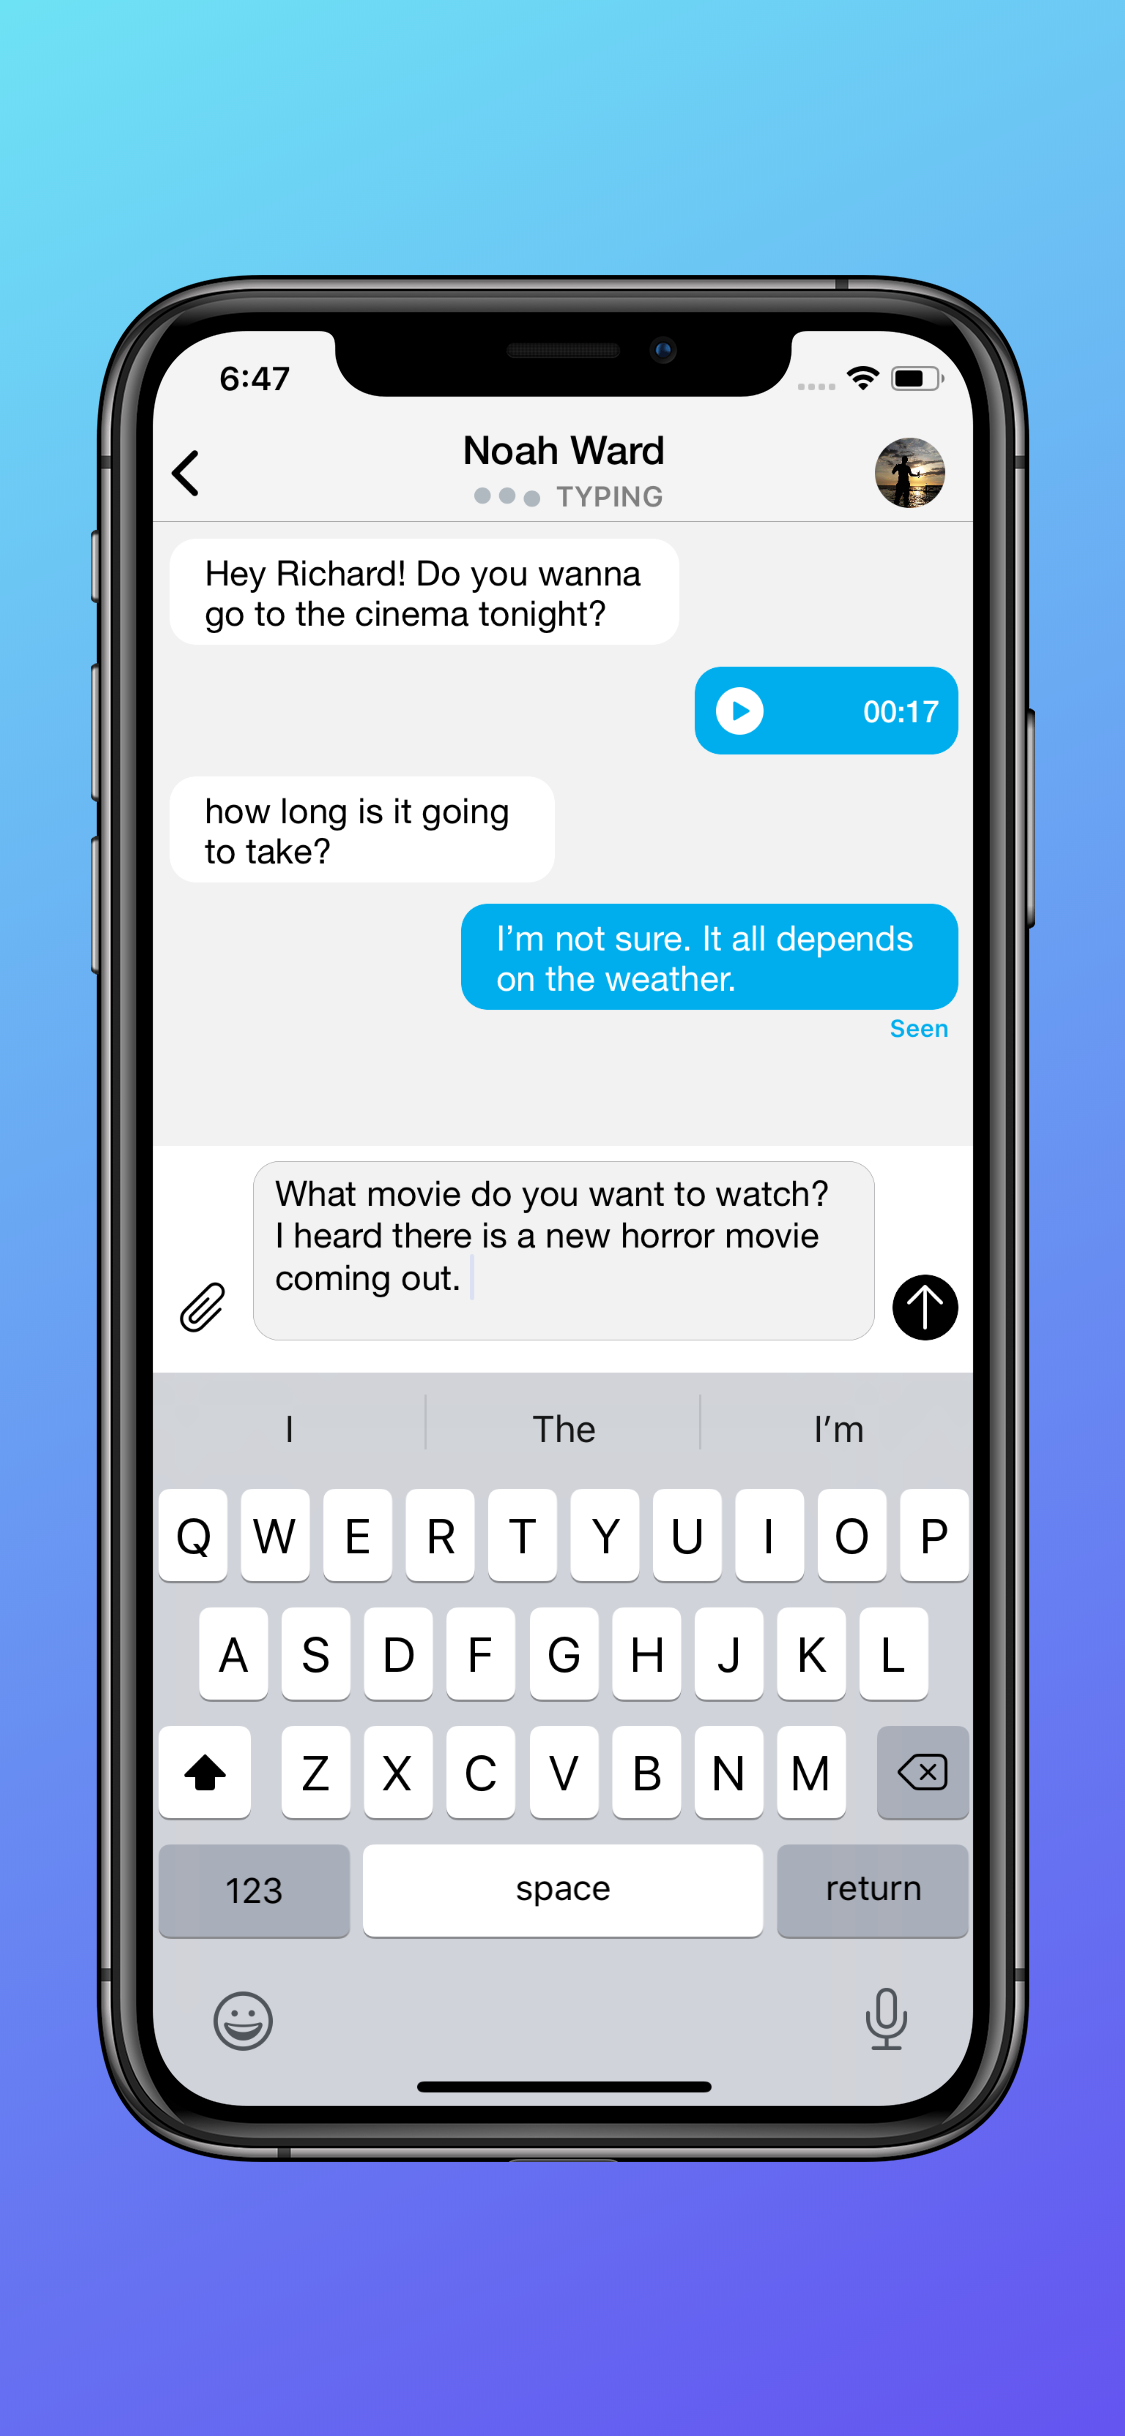 6:47
Noah Ward
TYPING
Hey Richard! Do you wanna
go to the cinema tonight?
00:17
how long is it going
to take?
I’m not sure. It all depends
on the weather.
Seen
What movie do you want to watch?
I heard there is a new horror movie
coming out.
I The I’m
Q W E R T Y U I O P
A S D F G H J K L
Z X C V B N M
123 space return